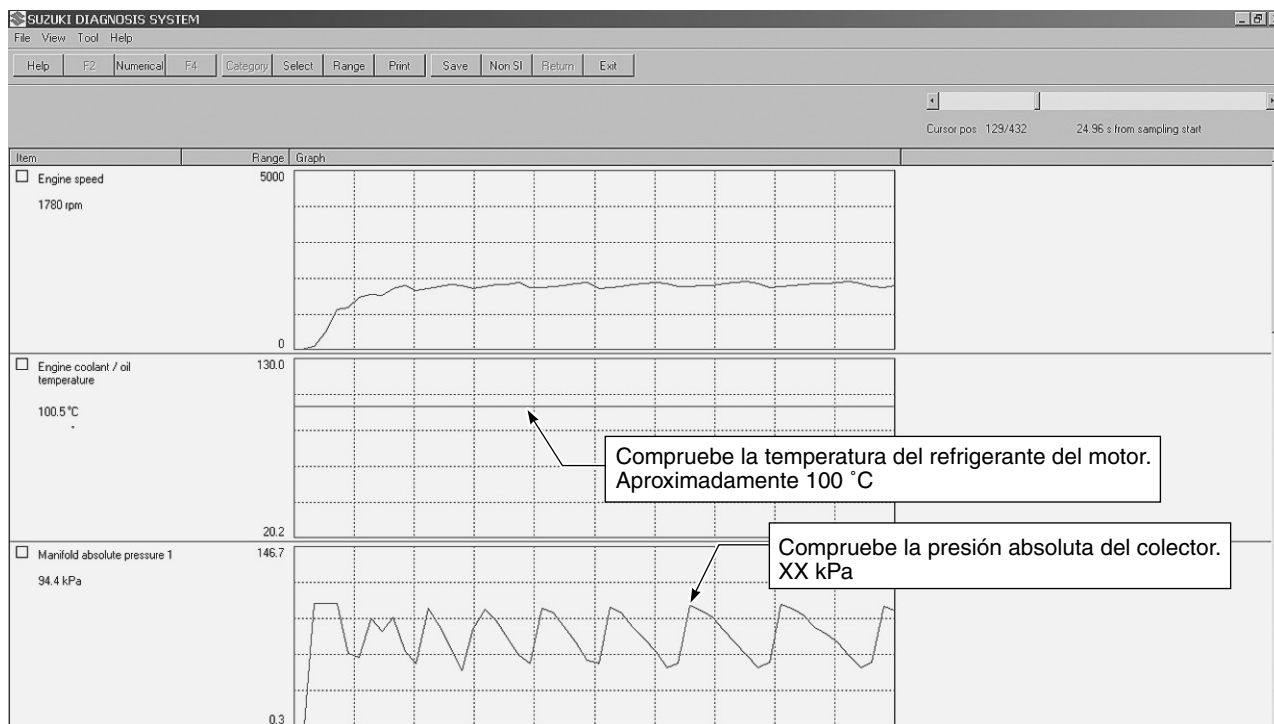 SUZUKI DIAGNOSIS SYSTEM
File View Tool Help
Help F2 Numerical F4 Category Select Range Print Save Non SI Return Exit
Cursor pos 129/432 24.96 s from sampling start
Item Range Graph
Engine speed 5000
1780 rpm
0
Engine coolant / oil 130.0
temperature
100.5 °C
Compruebe la temperatura del refrigerante del motor.
Aproximadamente 100 ˚C
20.2
Manifold absolute pressure 1 146.7
94.4 kPa
Compruebe la presión absoluta del colector.
XX kPa
0.3